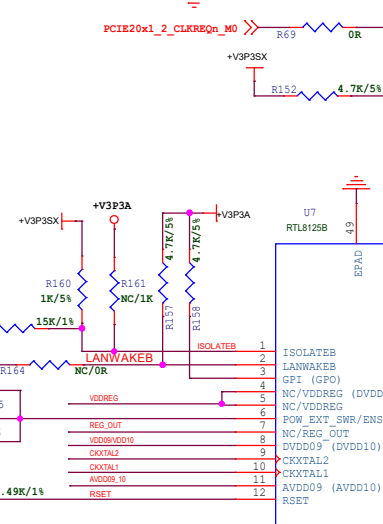 PCIE20x1_2_CLKREQn_M0
R69
0R
+V3P3SX
R152
4.7K/5%
+V3P3A
+V3P3SX
+V3P3A
4.7K/5%
4.7K/5%
U7
RTL8125B
49
EPAD
R160
1K/5%
R161
NC/1K
R157
R158
15K/1%
ISOLATEB
1
ISOLATEB
R164
NC/0R
LANWAKEB
2
LANWAKEB
3
GPI (GPO)
4
NC/VDDREG (DVDD
VDDREG
5
NC/VDDREG
6
POW_EXT_SWR/ENS
REG_OUT
7
NC/REG_OUT
VDD09/VDD10
8
DVDD09 (DVDD10)
CKXTAL2
9
CKXTAL2
CKXTAL1
10
CKXTAL1
AVDD09_10
11
AVDD09 (AVDD10)
.49K/1%
RSET
12
RSET